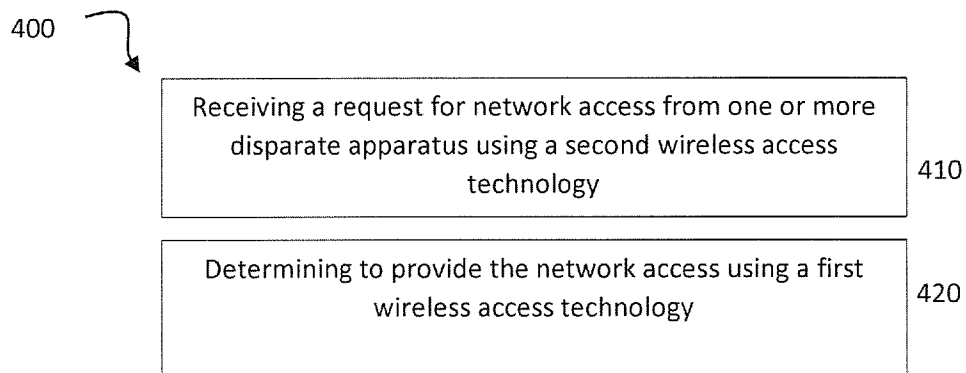 400
Receiving a request for network access from one or more
disparate apparatus using a second wireless access
technology
410
Determining to provide the network access using a first
wireless access technology
420